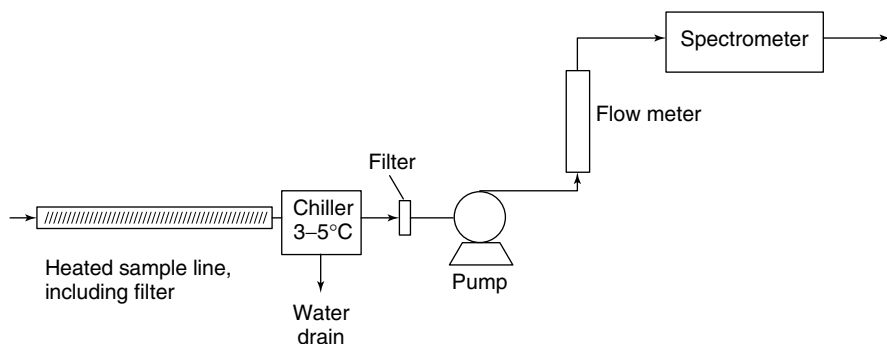 Spectrometer
Flow meter
Filter
Chiller
3–5°C
Heated sample line,
including filter
Pump
Water
drain